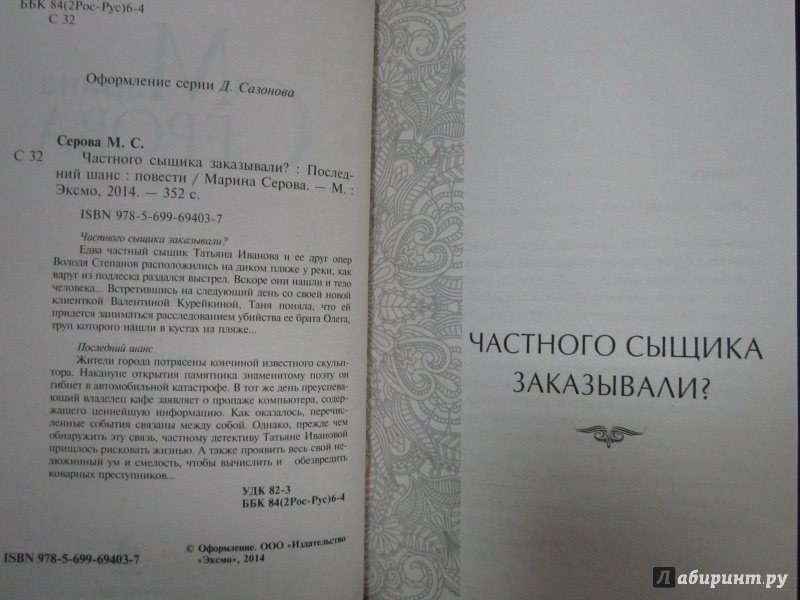 ББК 84(2Рос-Рус)6-4
С 32
Оформление серии Д. Сазонова
Серова М. С.
С 32 Частного сыщика заказывали? : Послед-
ний шанс : повести / Марина Серова. — М. :
Эксмо, 2014. — 352 с.
ISBN 978-5-699-69403-7
Частного сыщика заказывали?
Едва частный сыщик Татьяна Иванова и ее друг опер
Володя Степанов расположились на диком пляже у реки, как
вдруг из подлеска раздался выстрел. Вскоре они нашли и тело
человека... Встретившись на следующий день со своей новой
клиенткой Валентиной Курейкиной, Таня поняла, что ей
придется заниматься расследованием убийства ее брата Олега,
труп которого нашли в кустах на пляже...
Последний шанс
Жители города потрясены кончиной известного скульп-
тора. Накануне открытия памятника знаменитому поэту он
гибнет в автомобильной катастрофе. В тот же день преуспева-
ющий владелец кафе заявляет о пропаже компьютера, содер-
жащего ценнейшую информацию. Как оказалось, перечис-
ленные события связаны между собой. Однако, прежде чем
обнаружить эту связь, частному детективу Татьяне Ивановой
пришлось рисковать жизнью. А также проявить весь свой не-
дюжинный ум и смелость, чтобы вычислить и обезвредить
коварных преступников...
УДК 82-3
ББК 84(2Рос-Рус)6-4
© Оформление. ООО «Издательство
«Эксмо», 2014
ISBN 978-5-699-69403-7
ЧАСТНОГО СЫЩИКА
ЗАКАЗЫВАЛИ?
Лабиринт.ру